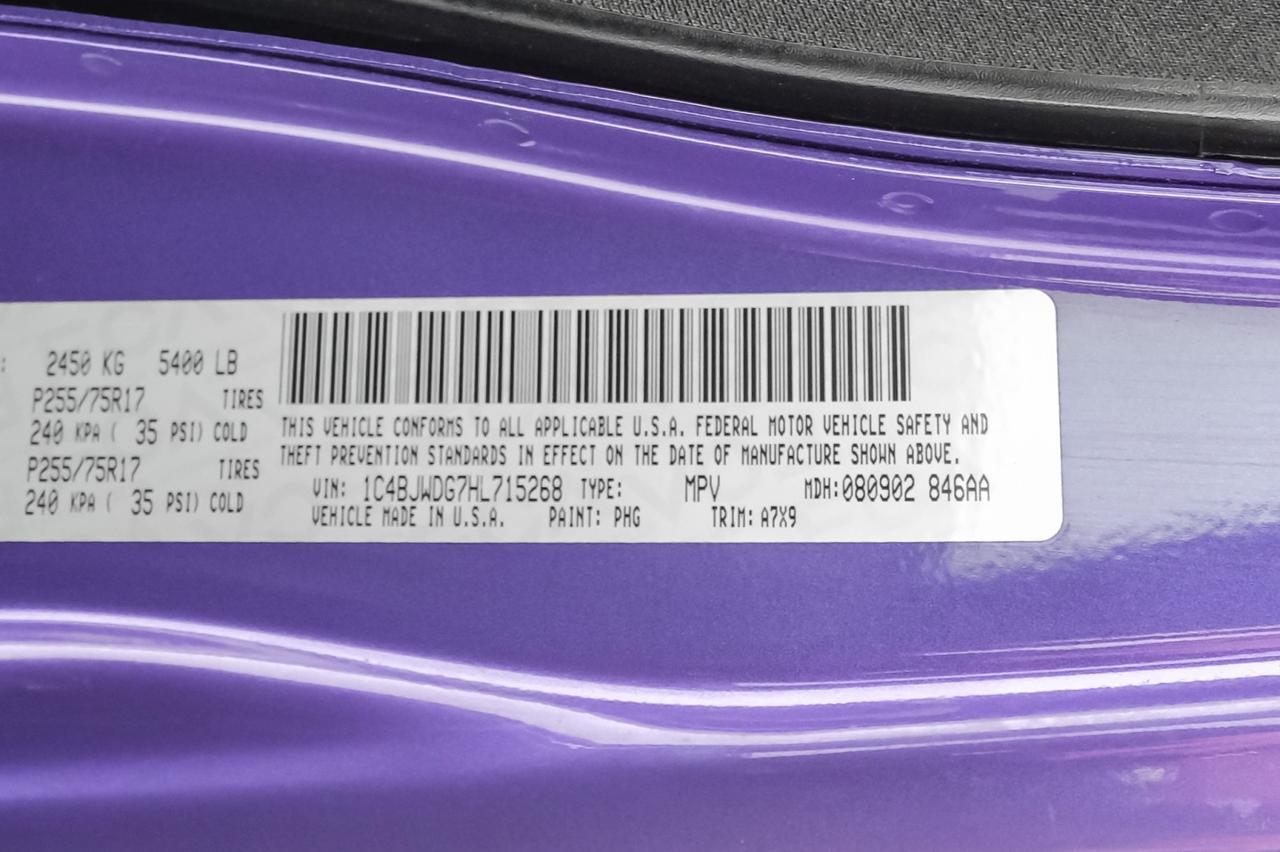 : 2450 KG 5400 LB
P255/75R17 TIRES
240 KPA ( 35 PSI) COLD
P255/75R17 TIRES
240 KPA ( 35 PSI) COLD
THIS VEHICLE CONFORMS TO ALL APPLICABLE U.S.A. FEDERAL MOTOR VEHICLE SAFETY AND
THEFT PREVENTION STANDARDS IN EFFECT ON THE DATE OF MANUFACTURE SHOWN ABOVE.
VIN: 1C4BJWDG7HL715268 TYPE: MPV MDH:080902 846AA
VEHICLE MADE IN U.S.A. PAINT: PHG TRIM: A7X9